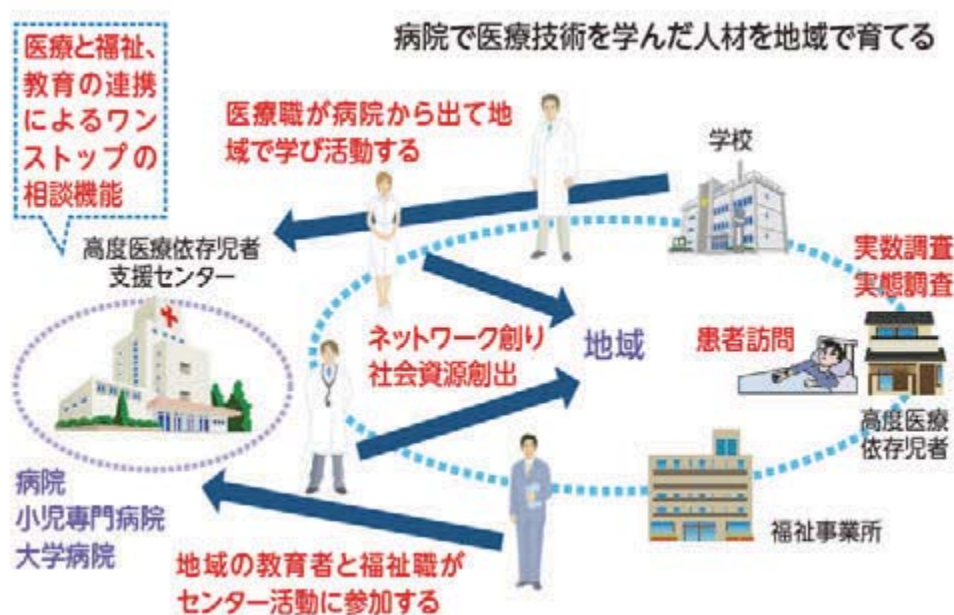 病院で医療技術を学んだ人材を地域で育てる
医療と福祉、
教育の連携
によるワン
ストップの
相談機能
医療職が病院から出て地
域で学び活動する
学校
高度医療依存児者
支援センター
実数調査
実態調査
ネットワーク創り
社会資源創出
地域
患者訪問
高度医療
依存児者
病院
小児専門病院
大学病院
福祉事業所
地域の教育者と福祉職が
センター活動に参加する